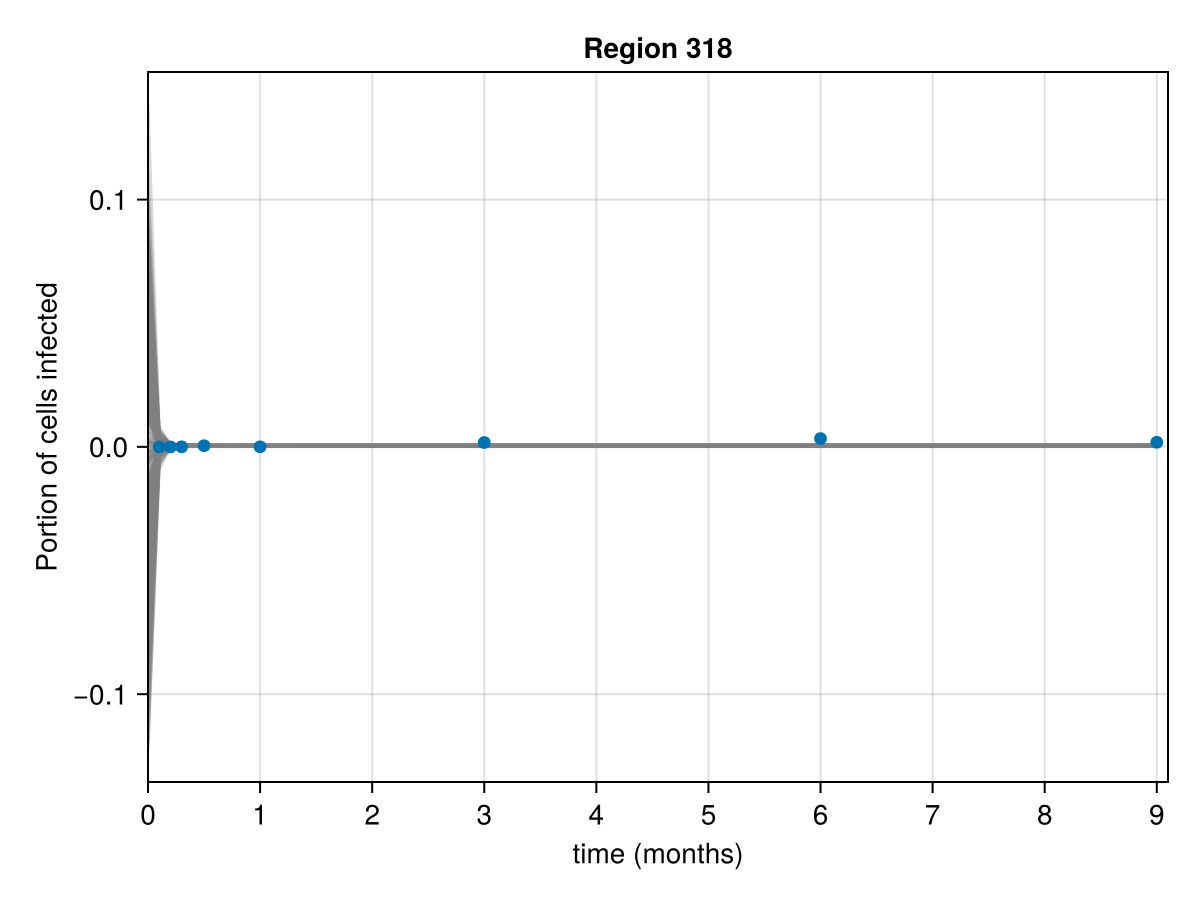 Region 318
Portion of cells infected
0.1
0.0
−0.1
0 1 2 3 4 5 6 7 8 9
time (months)